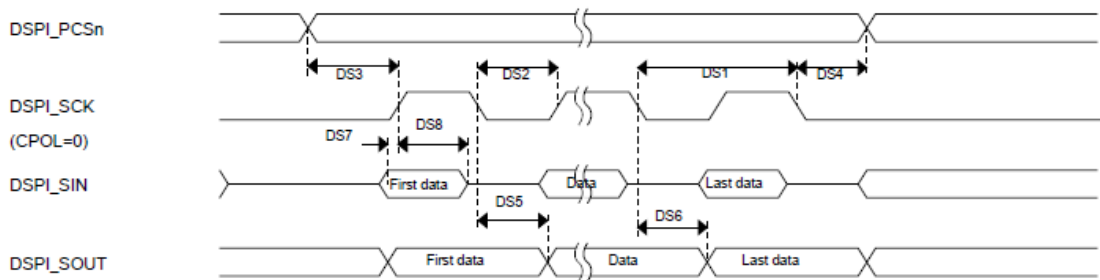 DSPI_PCSn
DS3
DS2
DS1
DS4
DSPI_SCK
(CPOL=0)
DS7
DS8
DSPI_SIN
First data
Data
Last data
DS5
DS6
DSPI_SOUT
First data
Data
Last data